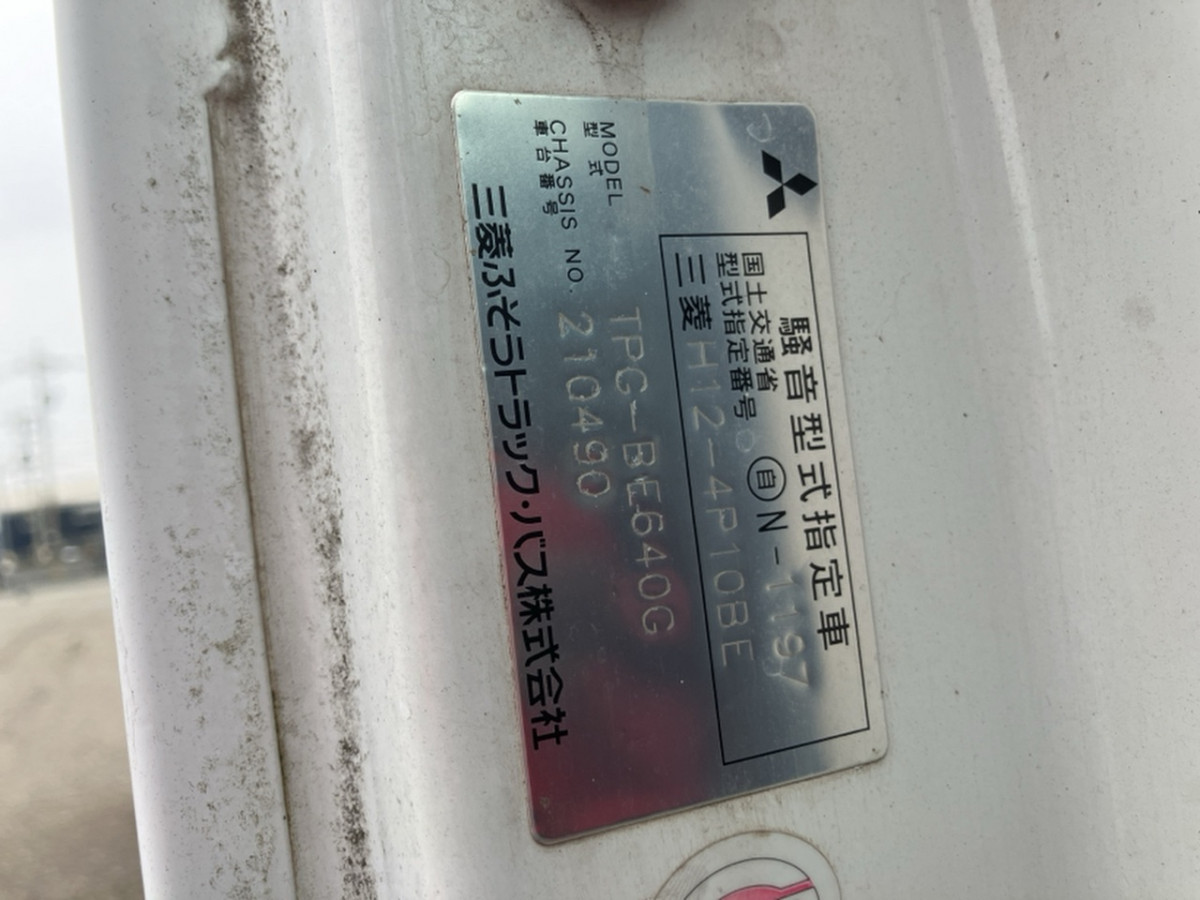 騒音型式指定車
国土交通省
型式指定番号 自 N-1197
三菱 H12-4P10BE
MODEL
型式 TPG-BE640G
CHASSIS NO.
車台番号 210490
三菱ふそうトラック・バス株式会社